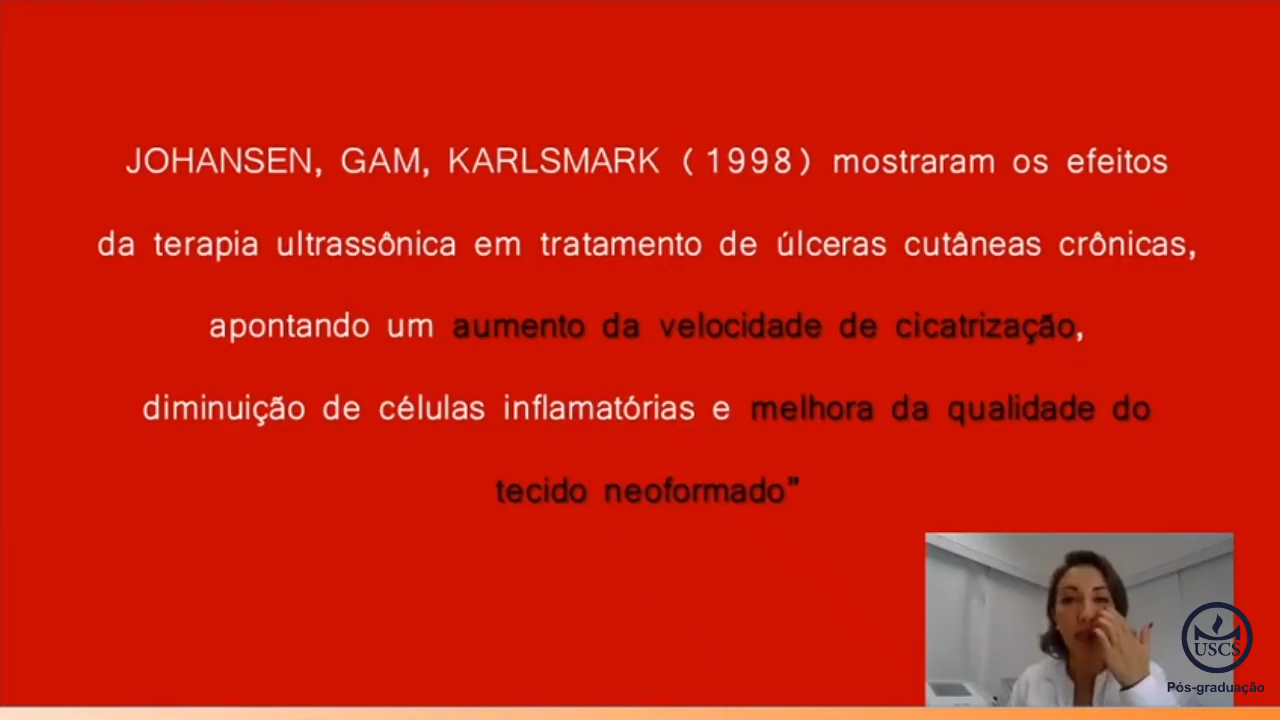 JOHANSEN, GAM, KARLSMARK (1998) mostraram os efeitos
da terapia ultrassônica em tratamento de úlceras cutâneas crônicas,
apontando um aumento da velocidade de cicatrização,
diminuição de células inflamatórias e melhora da qualidade do
tecido neoformado”
USCS
Pós-graduação